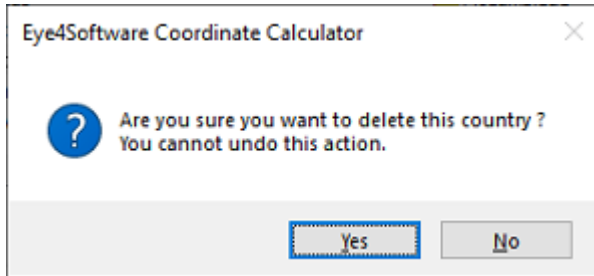 Eye4Software Coordinate Calculator
Are you sure you want to delete this country ?
You cannot undo this action.
Yes
No